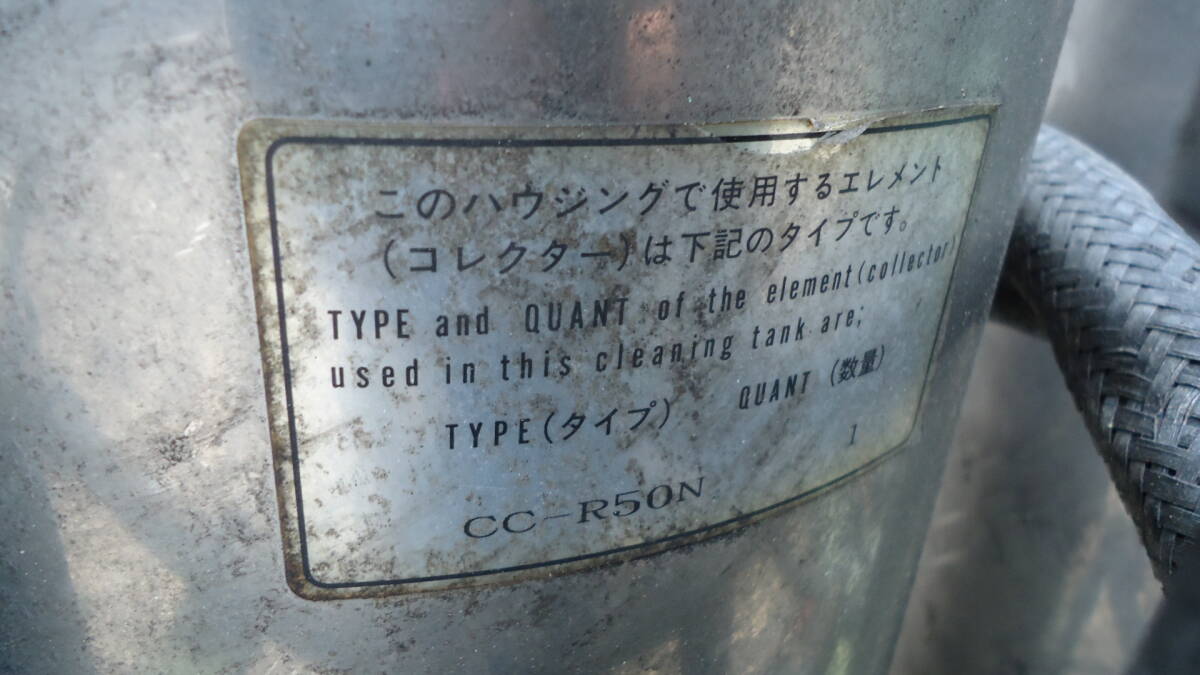 このハウジングで使用するエレメント
(コレクター)は下記のタイプです。
TYPE and QUANT of the element(collector)
used in this cleaning tank are;
TYPE(タイプ) QUANT (数量)
CC-R50N 1